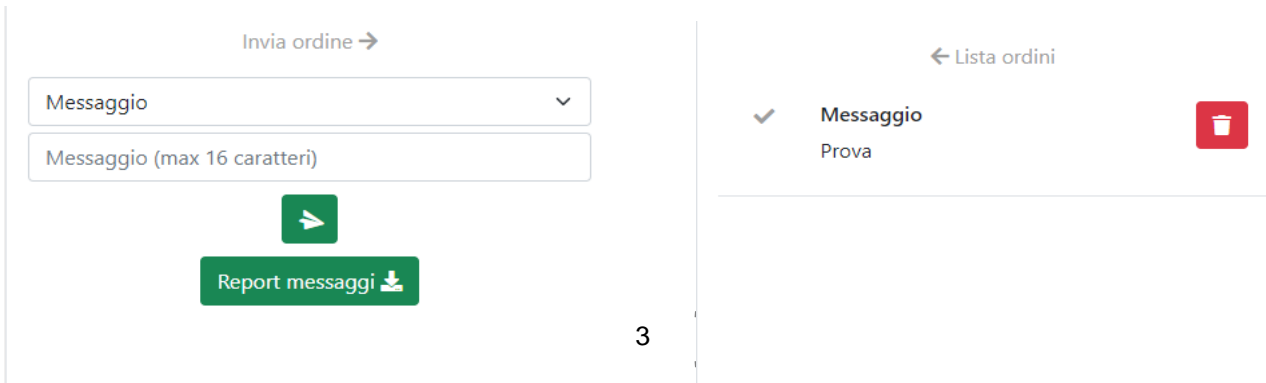 Invia ordine
Messaggio
Messaggio (max 16 caratteri)
Report messaggi
3
Lista ordini
Messaggio
Prova